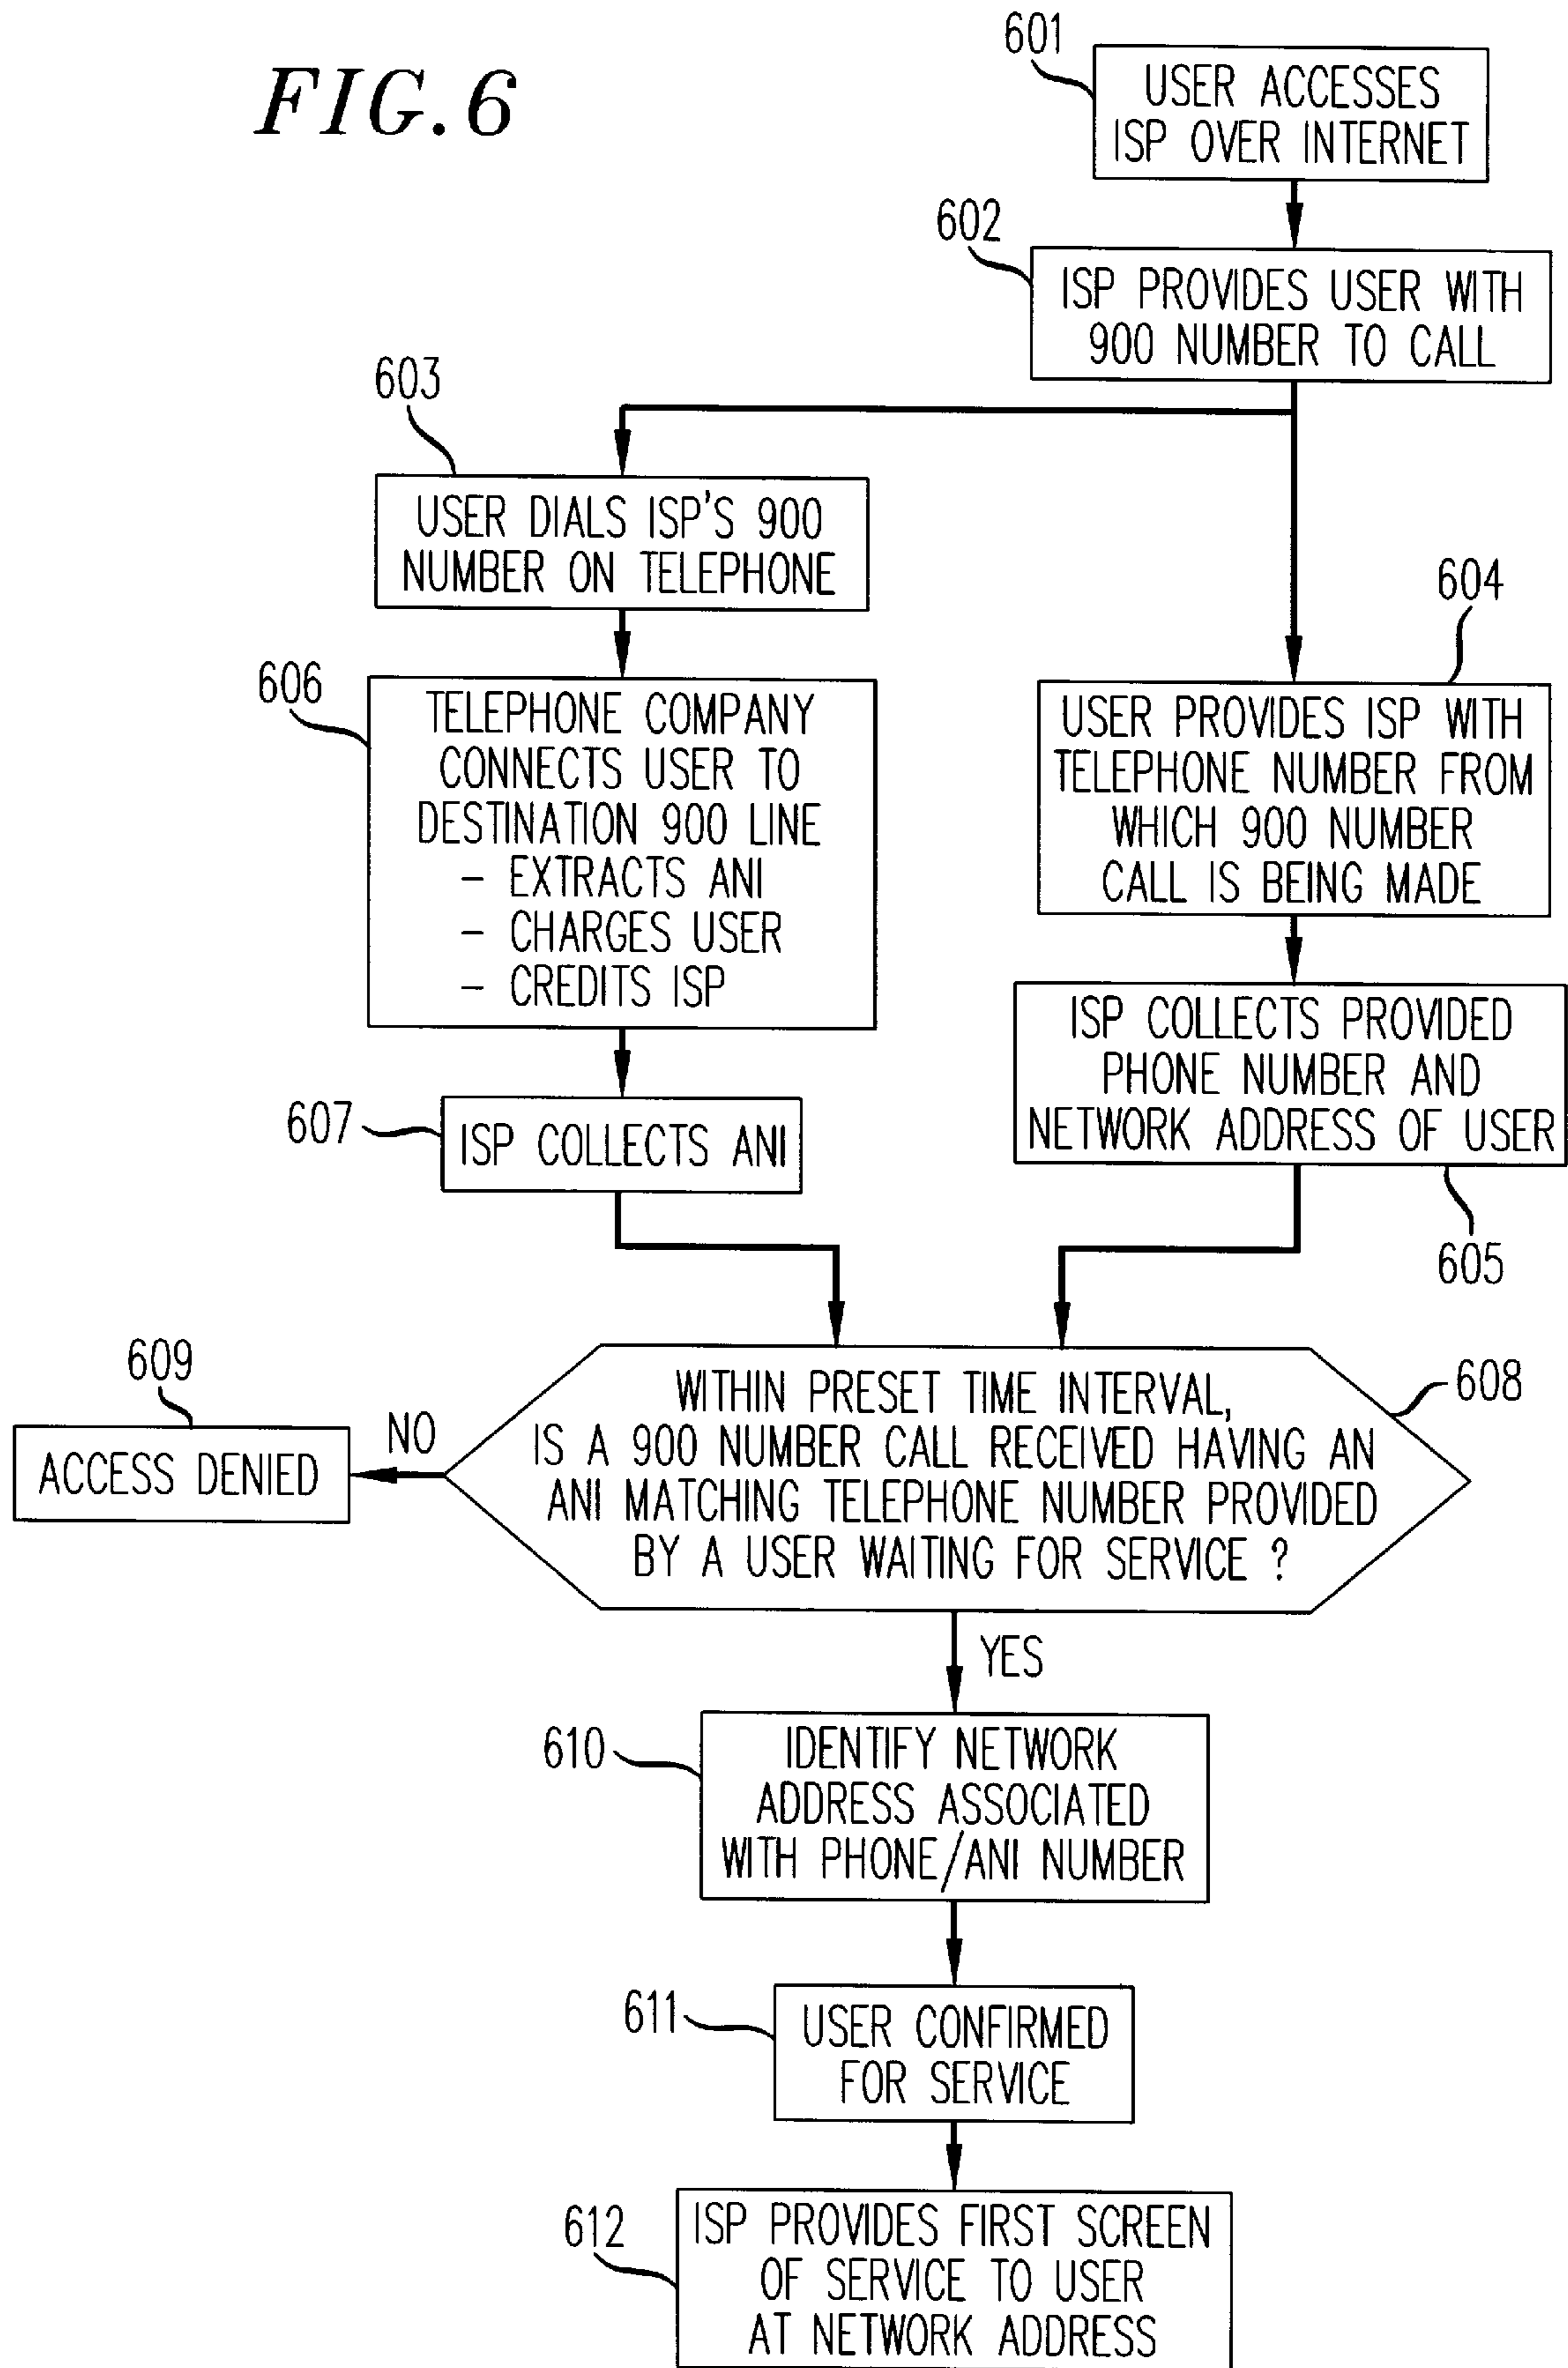 FIG. 6
601
USER ACCESSES
ISP OVER INTERNET
602
ISP PROVIDES USER WITH
900 NUMBER TO CALL
603
USER DIALS ISP'S 900
NUMBER ON TELEPHONE
604
USER PROVIDES ISP WITH
TELEPHONE NUMBER FROM
WHICH 900 NUMBER
CALL IS BEING MADE
606
TELEPHONE COMPANY
CONNECTS USER TO
DESTINATION 900 LINE
– EXTRACTS ANI
– CHARGES USER
– CREDITS ISP
ISP COLLECTS PROVIDED
PHONE NUMBER AND
NETWORK ADDRESS OF USER
605
607
ISP COLLECTS ANI
608
WITHIN PRESET TIME INTERVAL,
IS A 900 NUMBER CALL RECEIVED HAVING AN
ANI MATCHING TELEPHONE NUMBER PROVIDED
BY A USER WAITING FOR SERVICE ?
NO
609
ACCESS DENIED
YES
610
IDENTIFY NETWORK
ADDRESS ASSOCIATED
WITH PHONE/ANI NUMBER
611
USER CONFIRMED
FOR SERVICE
612
ISP PROVIDES FIRST SCREEN
OF SERVICE TO USER
AT NETWORK ADDRESS